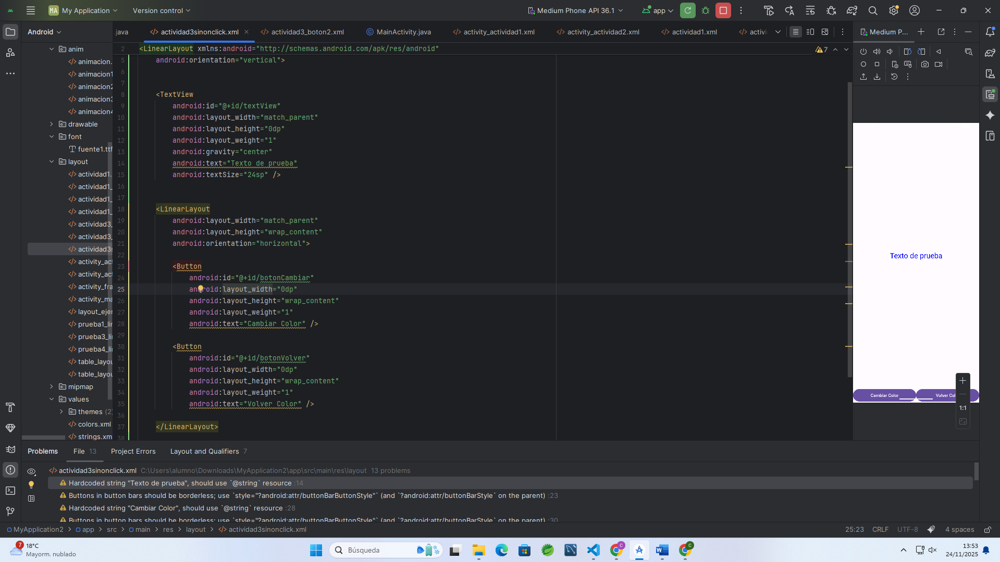 MA My Application
Version control
Medium Phone API 36.1
app
Android
.java
actividad3sinonclick.xml
actividad3_boton2.xml
MainActivity.java
activity_actividad1.xml
activity_actividad2.xml
actividad1.xml
activi
Medium P...
anim
animacion.
animacion1
animacion2
animacion3
animacion4
drawable
font
fuente1.ttf
layout
actividad1.
actividad1_
actividad1_
actividad1_
actividad3_
actividad3_
actividad3s
activity_act
activity_act
activity_fra
activity_ma
layout_ejer
prueba1_lir
prueba3_lir
prueba4_lir
table_layou
table_layou
mipmap
values
themes (2)
colors.xml
strings.xm
7
2 <LinearLayout xmlns:android="http://schemas.android.com/apk/res/android"
5 android:orientation="vertical">
6
7
8 <TextView
9 android:id="@+id/textView"
10 android:layout_width="match_parent"
11 android:layout_height="0dp"
12 android:layout_weight="1"
13 android:gravity="center"
14 android:text="Texto de prueba"
15 android:textSize="24sp" />
16
17
18 <LinearLayout
19 android:layout_width="match_parent"
20 android:layout_height="wrap_content"
21 android:orientation="horizontal">
22
23 <Button
24 android:id="@+id/botonCambiar"
25 android:layout_width="0dp"
26 android:layout_height="wrap_content"
27 android:layout_weight="1"
28 android:text="Cambiar Color" />
29
30 <Button
31 android:id="@+id/botonVolver"
32 android:layout_width="0dp"
33 android:layout_height="wrap_content"
34 android:layout_weight="1"
35 android:text="Volver Color" />
36
37 </LinearLayout>
38
Texto de prueba
Cambiar Color
Volver Col
1:1
Problems
File 13
Project Errors
Layout and Qualifiers 7
actividad3sinonclick.xml C:\Users\alumno\Downloads\MyApplication2\app\src\main\res\layout 13 problems
Hardcoded string "Texto de prueba", should use `@string` resource :14
Buttons in button bars should be borderless; use `style="?android:attr/buttonBarButtonStyle"` (and `?android:attr/buttonBarStyle` on the parent) :23
Hardcoded string "Cambiar Color", should use `@string` resource :28
Buttons in button bars should be borderless; use `style="?android:attr/buttonBarButtonStyle"` (and `?android:attr/buttonBarStyle` on the parent) :30
MyApplication2 > app > src > main > res > layout > actividad3sinonclick.xml
25:23
CRLF
UTF-8
4 spaces
7
18°C
Mayorm. nublado
Búsqueda
C
C
13:53
24/11/2025